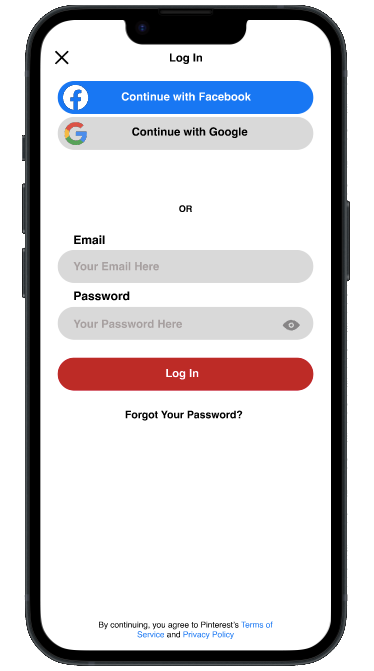 Log In
Continue with Facebook
Continue with Google
OR
Email
Your Email Here
Password
Your Password Here
Log In
Forgot Your Password?
By continuing, you agree to Pinterest's Terms of
Service and Privacy Policy